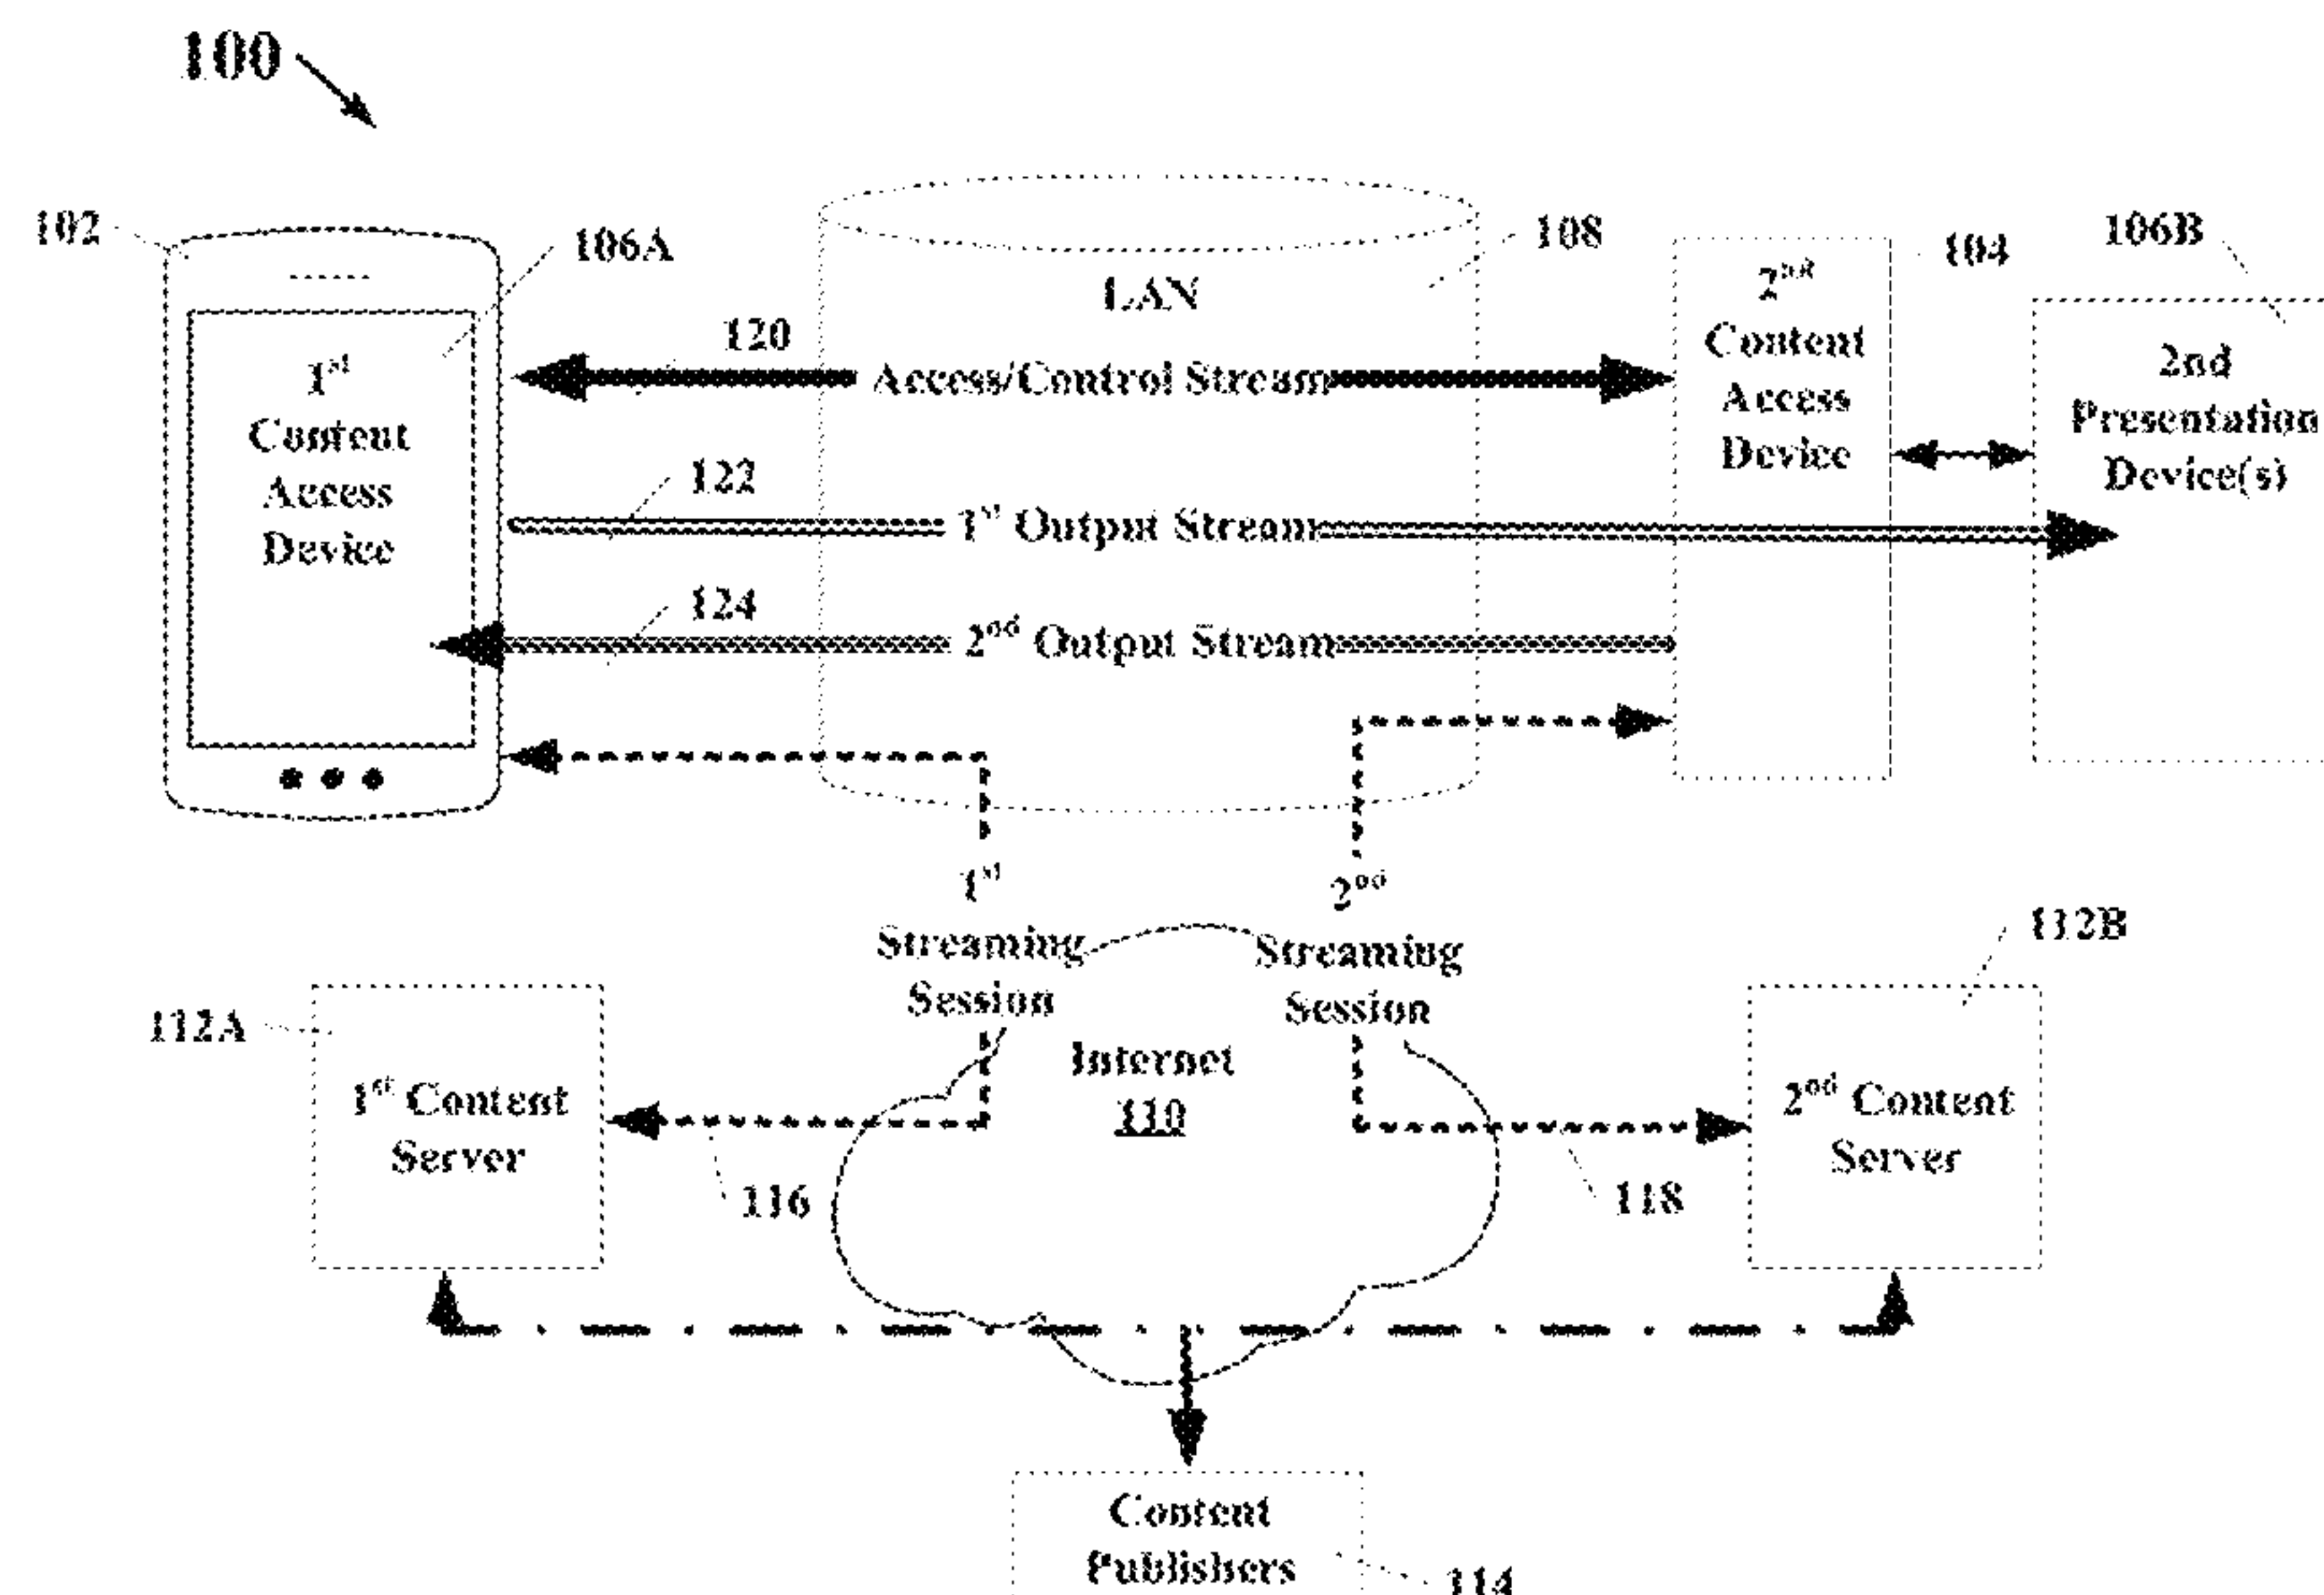 100
102
106A
108
104
106B
LAN
120
Access/Control Stream
1st
Content
Access
Device
2nd
Content
Access
Device
2nd
Presentation
Device(s)
122
1st Output Stream
124
2nd Output Stream
1st
Streaming
Session
2nd
Streaming
Session
112A
112B
1st Content
Server
Internet
110
2nd Content
Server
116
118
Content
Publishers
114